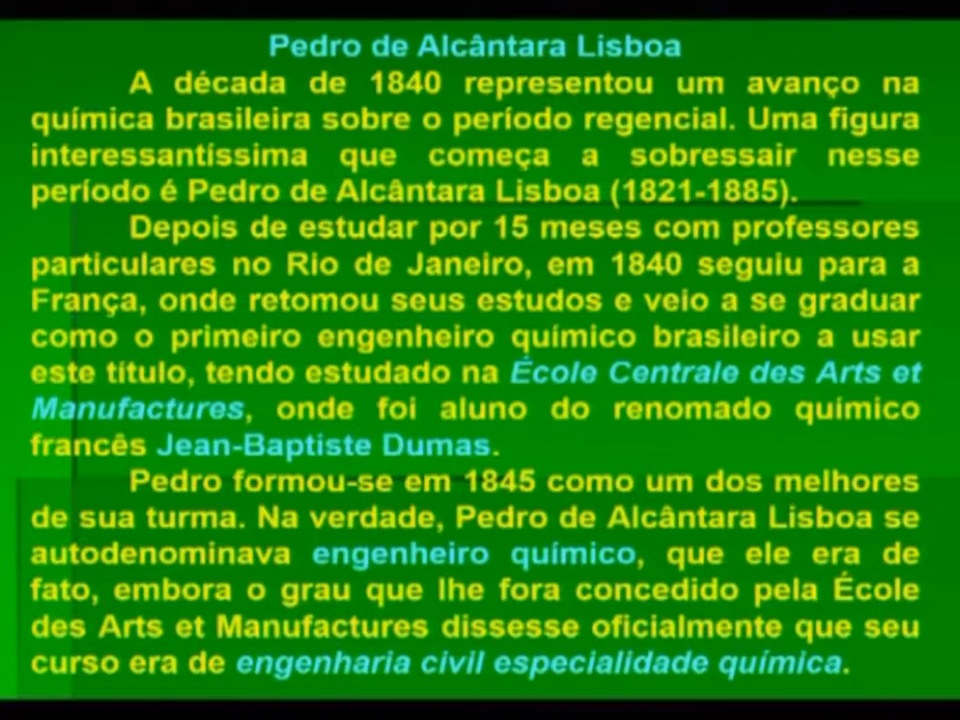 Pedro de Alcântara Lisboa
A década de 1840 representou um avanço na
química brasileira sobre o período regencial. Uma figura
interessantíssima que começa a sobressair nesse
período é Pedro de Alcântara Lisboa (1821-1885).
Depois de estudar por 15 meses com professores
particulares no Rio de Janeiro, em 1840 seguiu para a
França, onde retomou seus estudos e veio a se graduar
como o primeiro engenheiro químico brasileiro a usar
este título, tendo estudado na École Centrale des Arts et
Manufactures, onde foi aluno do renomado químico
francês Jean-Baptiste Dumas.
Pedro formou-se em 1845 como um dos melhores
de sua turma. Na verdade, Pedro de Alcântara Lisboa se
autodenominava engenheiro químico, que ele era de
fato, embora o grau que lhe fora concedido pela École
des Arts et Manufactures dissesse oficialmente que seu
curso era de engenharia civil especialidade química.